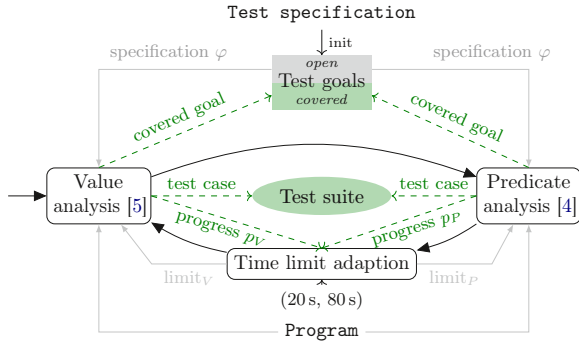 Test specification
init
specification φ
specification φ
open
Test goals
covered
covered goal
covered goal
Value
analysis [5]
test case
Test suite
test case
Predicate
analysis [4]
progress pV
progress pP
Time limit adaption
limitV
limitP
(20 s, 80 s)
Program